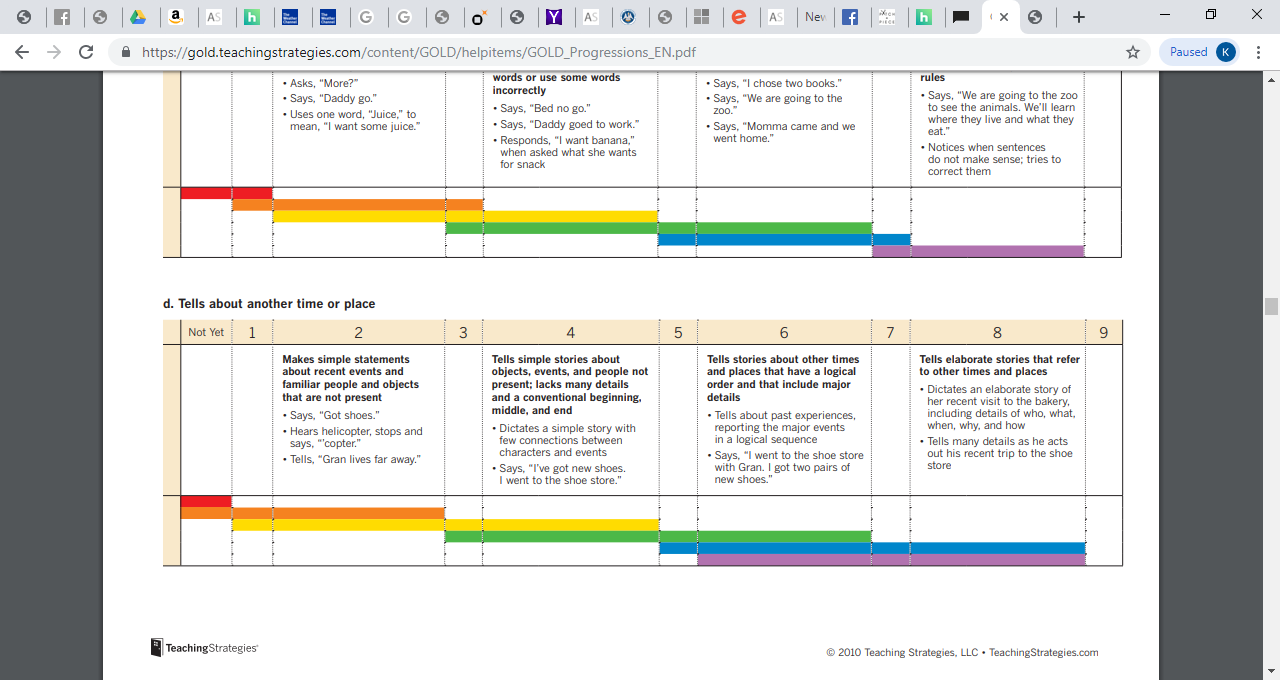 New
https://gold.teachingstrategies.com/content/GOLD/helpitems/GOLD_Progressions_EN.pdf
Paused K
• Asks, “More?”
• Says, “Daddy go.”
• Uses one word, “Juice,” to
mean, “I want some juice.”
words or use some words
incorrectly
• Says, “Bed no go.”
• Says, “Daddy goed to work.”
• Responds, “I want banana,”
when asked what she wants
for snack
• Says, “I chose two books.”
• Says, “We are going to the
zoo.”
• Says, “Momma came and we
went home.”
rules
• Says, “We are going to the zoo
to see the animals. We’ll learn
where they live and what they
eat.”
• Notices when sentences
do not make sense; tries to
correct them
d. Tells about another time or place
Not Yet 1 2 3 4 5 6 7 8 9
Makes simple statements
about recent events and
familiar people and objects
that are not present
• Says, “Got shoes.”
• Hears helicopter, stops and
says, “’copter.”
• Tells, “Gran lives far away.”
Tells simple stories about
objects, events, and people not
present; lacks many details
and a conventional beginning,
middle, and end
• Dictates a simple story with
few connections between
characters and events
• Says, “I’ve got new shoes.
I went to the shoe store.”
Tells stories about other times
and places that have a logical
order and that include major
details
• Tells about past experiences,
reporting the major events
in a logical sequence
• Says, “I went to the shoe store
with Gran. I got two pairs of
new shoes.”
Tells elaborate stories that refer
to other times and places
• Dictates an elaborate story of
her recent visit to the bakery,
including details of who, what,
when, why, and how
• Tells many details as he acts
out his recent trip to the shoe
store
TeachingStrategies®
© 2010 Teaching Strategies, LLC • TeachingStrategies.com